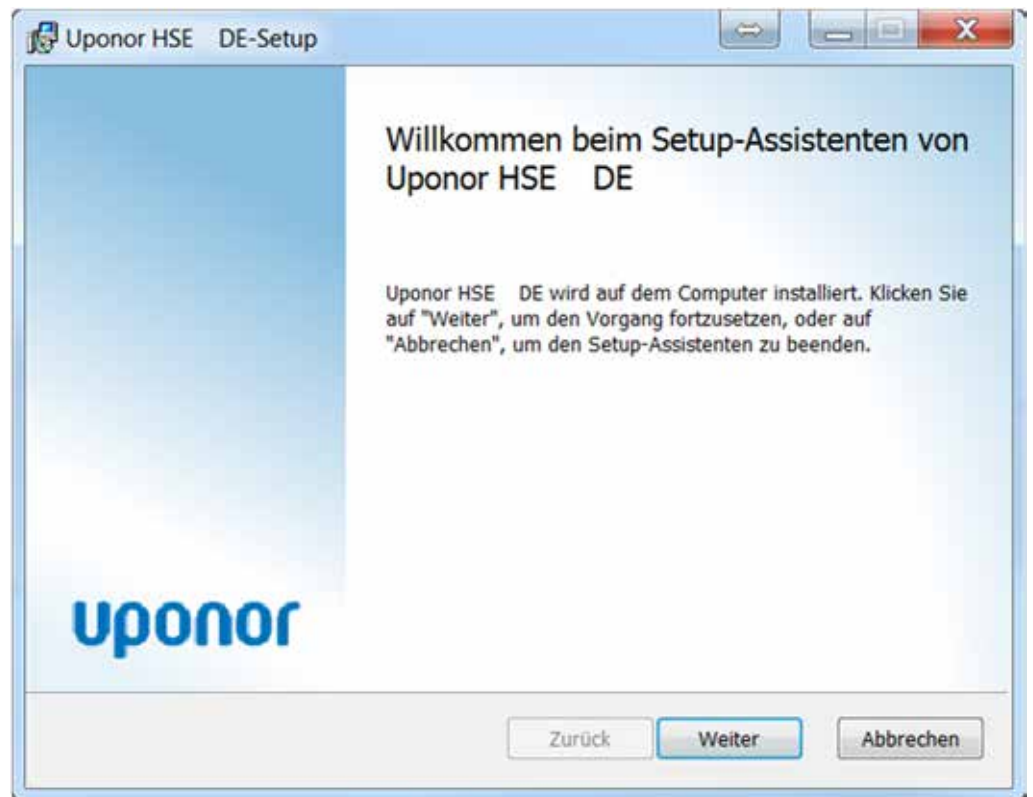 Uponor HSE    DE-Setup
Willkommen beim Setup-Assistenten von
Uponor HSE    DE
Uponor HSE    DE wird auf dem Computer installiert. Klicken Sie
auf "Weiter", um den Vorgang fortzusetzen, oder auf
"Abbrechen", um den Setup-Assistenten zu beenden.
uponor
Zurück Weiter Abbrechen